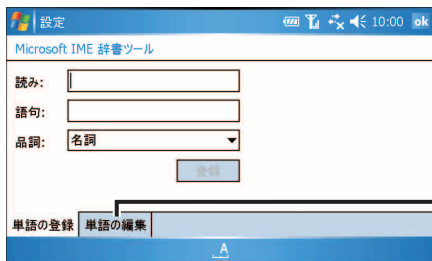 設定 10:00 ok
Microsoft IME 辞書ツール
読み:
語句:
品詞: 名詞
登録
単語の登録 単語の編集
A